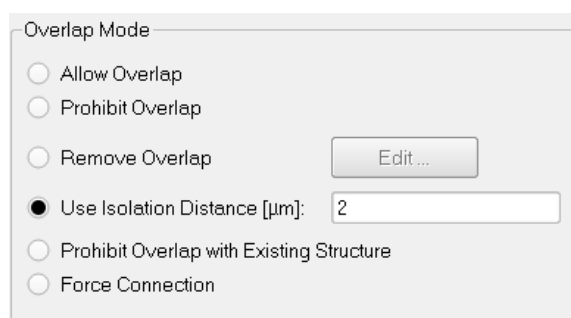 Overlap Mode
Allow Overlap
Prohibit Overlap
Remove Overlap Edit ...
Use Isolation Distance [µm]: 2
Prohibit Overlap with Existing Structure
Force Connection